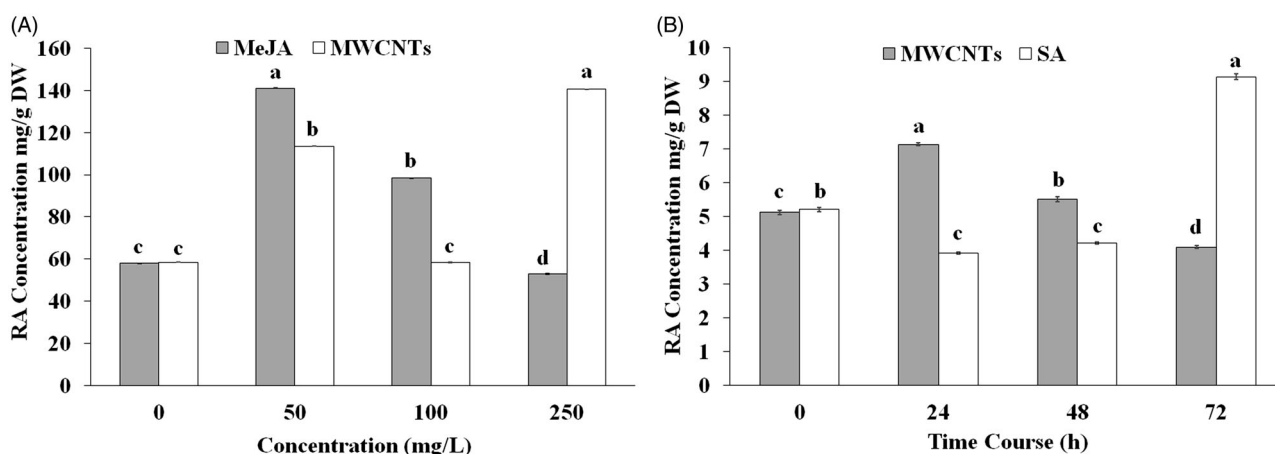 (A)
MeJA MWCNTs
RA Concentration mg/g DW
160
140
120
100
80
60
40
20
0
c c
a b
b c
d a
0 50 100 250
Concentration (mg/L)
(B)
MWCNTs SA
RA Concentration mg/g DW
10
9
8
7
6
5
4
3
2
1
0
c b
a c
b c
d a
0 24 48 72
Time Course (h)